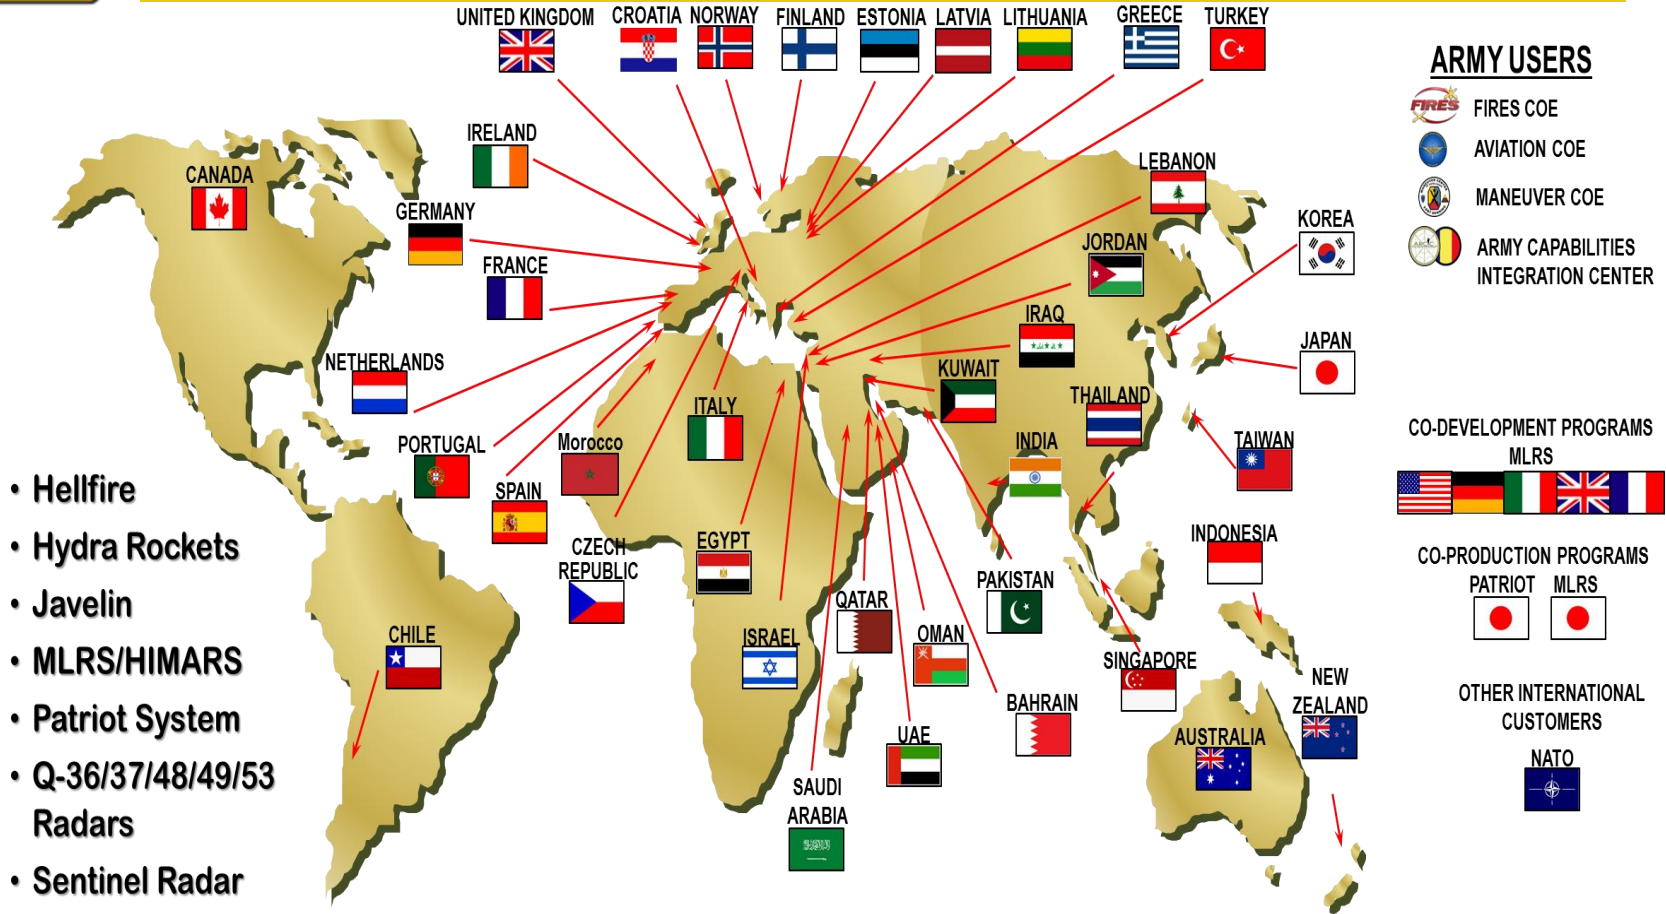 UNITED KINGDOM
CROATIA
NORWAY
FINLAND
ESTONIA
LATVIA
LITHUANIA
GREECE
TURKEY
IRELAND
CANADA
GERMANY
FRANCE
NETHERLANDS
PORTUGAL
SPAIN
Morocco
ITALY
CZECH
REPUBLIC
EGYPT
ISRAEL
CHILE
LEBANON
JORDAN
IRAQ
KUWAIT
THAILAND
INDIA
KOREA
JAPAN
TAIWAN
INDONESIA
PAKISTAN
QATAR
OMAN
BAHRAIN
UAE
SAUDI
ARABIA
SINGAPORE
AUSTRALIA
NEW
ZEALAND
• Hellfire
• Hydra Rockets
• Javelin
• MLRS/HIMARS
• Patriot System
• Q-36/37/48/49/53
Radars
• Sentinel Radar
ARMY USERS
FIRES
FIRES COE
AVIATION COE
MANEUVER COE
ARMY CAPABILITIES
INTEGRATION CENTER
CO-DEVELOPMENT PROGRAMS
MLRS
CO-PRODUCTION PROGRAMS
PATRIOT MLRS
OTHER INTERNATIONAL
CUSTOMERS
NATO